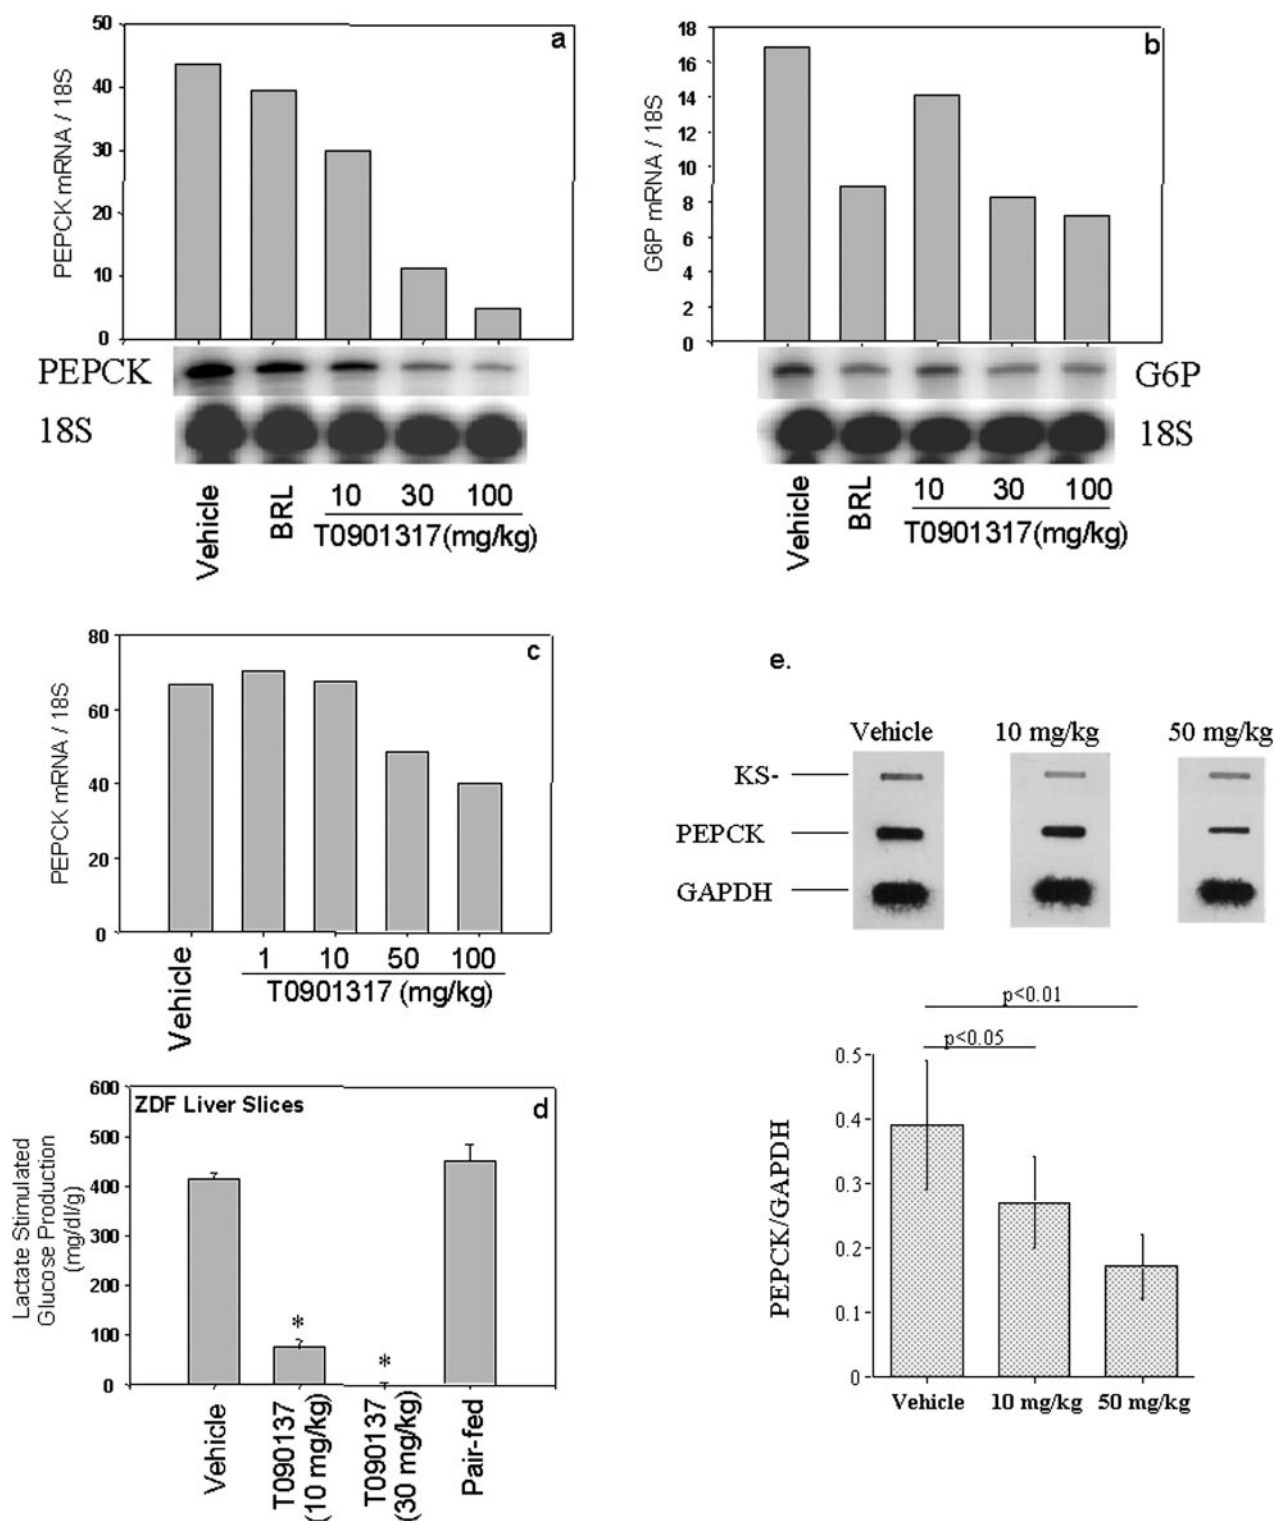 a
PEPCK mRNA / 18S
50
40
30
20
10
0
PEPCK
18S
Vehicle
BRL
10 30 100
T0901317(mg/kg)
b
G6P mRNA / 18S
18
16
14
12
10
8
6
4
2
0
G6P
18S
Vehicle
BRL
10 30 100
T0901317(mg/kg)
c
PEPCK mRNA / 18S
80
60
40
20
0
Vehicle
1 10 50 100
T0901317 (mg/kg)
ZDF Liver Slices
d
Lactate Stimulated
Glucose Production
(mg/dl/g)
600
500
400
300
200
100
0
*
*
Vehicle
T090137
(10 mg/kg)
T090137
(30 mg/kg)
Pair-fed
e.
Vehicle 10 mg/kg 50 mg/kg
KS-
PEPCK
GAPDH
p<0.01
p<0.05
PEPCK/GAPDH
0.5
0.4
0.3
0.2
0.1
0
Vehicle 10 mg/kg 50 mg/kg